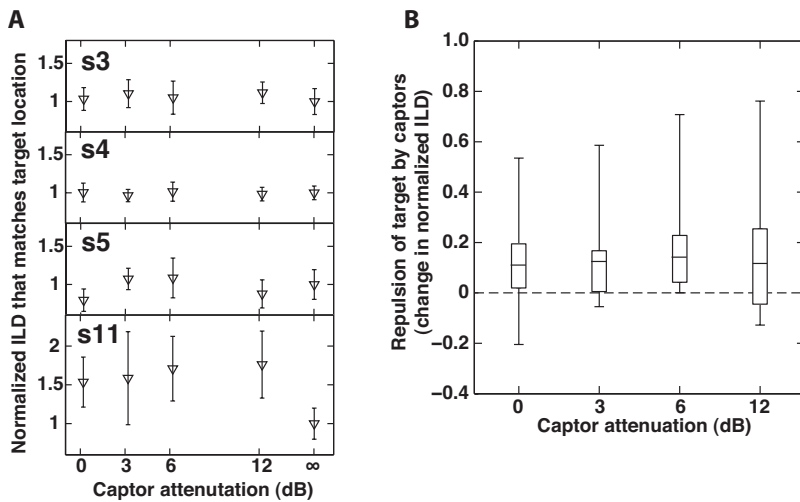 A
Normalized ILD that matches target location
s3
1.5
1
s4
1.5
1
s5
1.5
1
s11
2
1.5
1
0 3 6 12 ∞
Captor attenutation (dB)
B
Repulsion of target by captors
(change in normalized ILD)
1.0
0.8
0.6
0.4
0.2
0
−0.2
−0.4
0 3 6 12
Captor attenuation (dB)